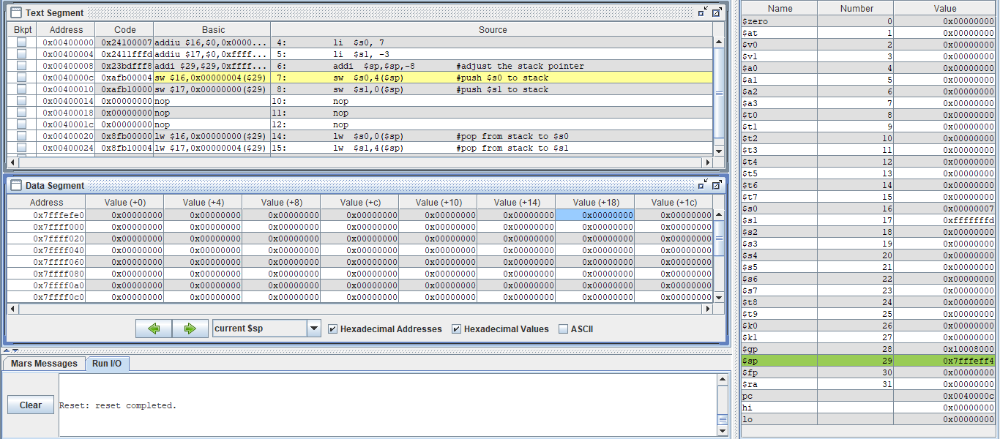 Text Segment
Bkpt Address Code Basic Source
0x00400000 0x24100007 addiu $16,$0,0x0000... 4: li $s0, 7
0x00400004 0x2411fffd addiu $17,$0,0xffff... 5: li $s1, -3
0x00400008 0x23bdfff8 addi $29,$29,0xffff... 6: addi $sp,$sp,-8 #adjust the stack pointer
0x0040000c 0xafb00004 sw $16,0x00000004($29) 7: sw $s0,4($sp) #push $s0 to stack
0x00400010 0xafb10000 sw $17,0x00000000($29) 8: sw $s1,0($sp) #push $s1 to stack
0x00400014 0x00000000 nop 10: nop
0x00400018 0x00000000 nop 11: nop
0x0040001c 0x00000000 nop 12: nop
0x00400020 0x8fb00000 lw $16,0x00000000($29) 14: lw $s0,0($sp) #pop from stack to $s0
0x00400024 0x8fb10004 lw $17,0x00000004($29) 15: lw $s1,4($sp) #pop from stack to $s1
Data Segment
Address Value (+0) Value (+4) Value (+8) Value (+c) Value (+10) Value (+14) Value (+18) Value (+1c)
0x7fffefe0 0x00000000 0x00000000 0x00000000 0x00000000 0x00000000 0x00000000 0x00000000 0x00000000
0x7ffff000 0x00000000 0x00000000 0x00000000 0x00000000 0x00000000 0x00000000 0x00000000 0x00000000
0x7ffff020 0x00000000 0x00000000 0x00000000 0x00000000 0x00000000 0x00000000 0x00000000 0x00000000
0x7ffff040 0x00000000 0x00000000 0x00000000 0x00000000 0x00000000 0x00000000 0x00000000 0x00000000
0x7ffff060 0x00000000 0x00000000 0x00000000 0x00000000 0x00000000 0x00000000 0x00000000 0x00000000
0x7ffff080 0x00000000 0x00000000 0x00000000 0x00000000 0x00000000 0x00000000 0x00000000 0x00000000
0x7ffff0a0 0x00000000 0x00000000 0x00000000 0x00000000 0x00000000 0x00000000 0x00000000 0x00000000
0x7ffff0c0 0x00000000 0x00000000 0x00000000 0x00000000 0x00000000 0x00000000 0x00000000 0x00000000
current $sp Hexadecimal Addresses Hexadecimal Values ASCII
Mars Messages Run I/O
Clear
Reset: reset completed.
Name Number Value
$zero 0 0x00000000
$at 1 0x00000000
$v0 2 0x00000000
$v1 3 0x00000000
$a0 4 0x00000000
$a1 5 0x00000000
$a2 6 0x00000000
$a3 7 0x00000000
$t0 8 0x00000000
$t1 9 0x00000000
$t2 10 0x00000000
$t3 11 0x00000000
$t4 12 0x00000000
$t5 13 0x00000000
$t6 14 0x00000000
$t7 15 0x00000000
$s0 16 0x00000007
$s1 17 0xfffffffd
$s2 18 0x00000000
$s3 19 0x00000000
$s4 20 0x00000000
$s5 21 0x00000000
$s6 22 0x00000000
$s7 23 0x00000000
$t8 24 0x00000000
$t9 25 0x00000000
$k0 26 0x00000000
$k1 27 0x00000000
$gp 28 0x10008000
$sp 29 0x7fffeff4
$fp 30 0x00000000
$ra 31 0x00000000
pc 0x0040000c
hi 0x00000000
lo 0x00000000